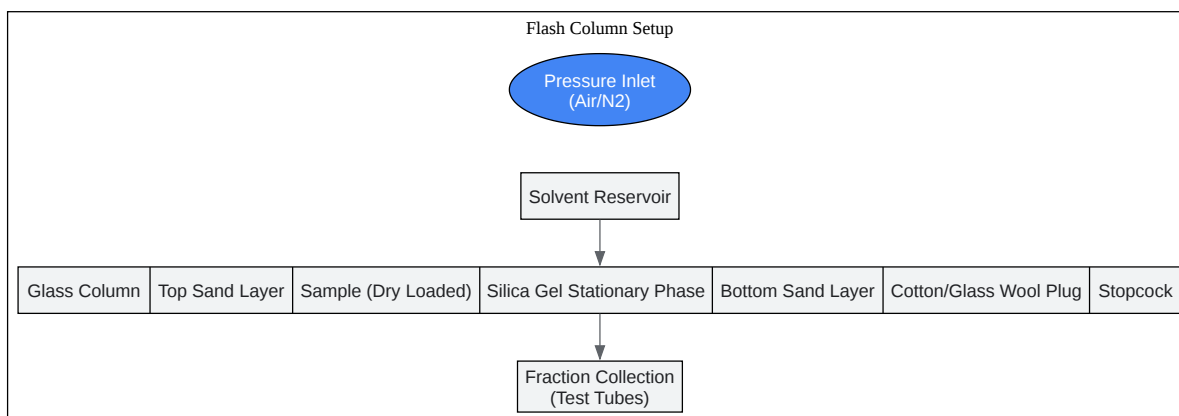 Flash Column Setup
Pressure Inlet
(Air/N2)
Solvent Reservoir
Glass Column
Top Sand Layer
Sample (Dry Loaded)
Silica Gel Stationary Phase
Bottom Sand Layer
Cotton/Glass Wool Plug
Stopcock
Fraction Collection
(Test Tubes)